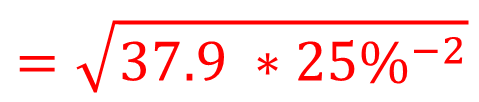 = √37.9 * 25%⁻²